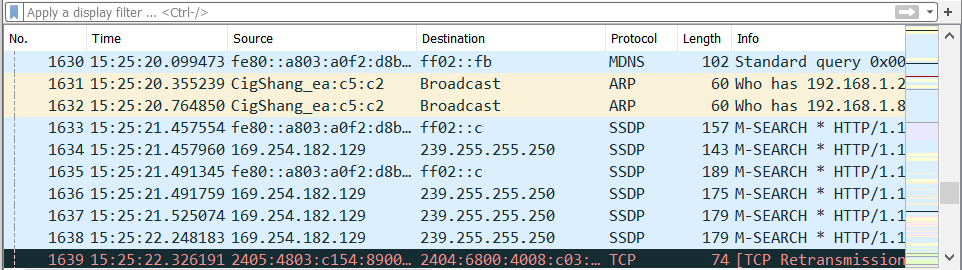 Apply a display filter ... <Ctrl-/>
No. Time Source Destination Protocol Length Info
1630 15:25:20.099473 fe80::a803:a0f2:d8b… ff02::fb MDNS 102 Standard query 0x00
1631 15:25:20.355239 CigShang_ea:c5:c2 Broadcast ARP 60 Who has 192.168.1.2
1632 15:25:20.764850 CigShang_ea:c5:c2 Broadcast ARP 60 Who has 192.168.1.8
1633 15:25:21.457554 fe80::a803:a0f2:d8b… ff02::c SSDP 157 M-SEARCH * HTTP/1.1
1634 15:25:21.457960 169.254.182.129 239.255.255.250 SSDP 143 M-SEARCH * HTTP/1.1
1635 15:25:21.491345 fe80::a803:a0f2:d8b… ff02::c SSDP 189 M-SEARCH * HTTP/1.1
1636 15:25:21.491759 169.254.182.129 239.255.255.250 SSDP 175 M-SEARCH * HTTP/1.1
1637 15:25:21.525074 169.254.182.129 239.255.255.250 SSDP 179 M-SEARCH * HTTP/1.1
1638 15:25:22.248183 169.254.182.129 239.255.255.250 SSDP 179 M-SEARCH * HTTP/1.1
1639 15:25:22.326191 2405:4803:c154:8900… 2404:6800:4008:c03:… TCP 74 [TCP Retransmission